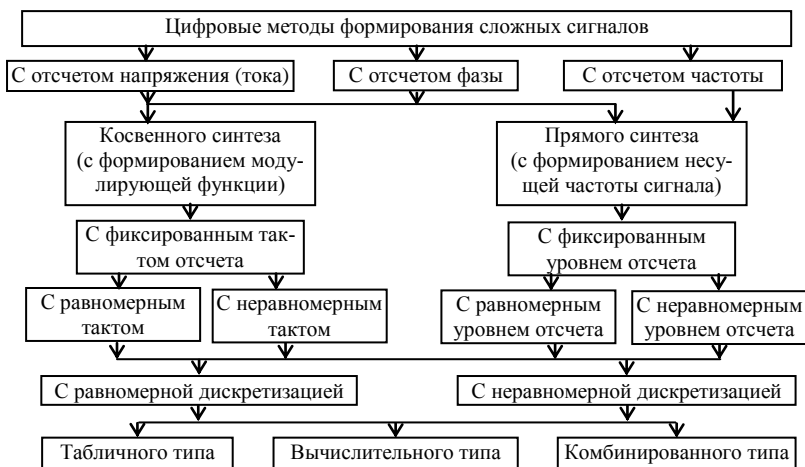 Цифровые методы формирования сложных сигналов
С отсчетом напряжения (тока)
С отсчетом фазы
С отсчетом частоты
Косвенного синтеза
(с формированием моду-
лирующей функции)
Прямого синтеза
(с формированием несу-
щей частоты сигнала)
С фиксированным так-
том отсчета
С фиксированным
уровнем отсчета
С равномерным
тактом
С неравномерным
тактом
С равномерным
уровнем отсчета
С неравномерным
уровнем отсчета
С равномерной дискретизацией
С неравномерной дискретизацией
Табличного типа
Вычислительного типа
Комбинированного типа